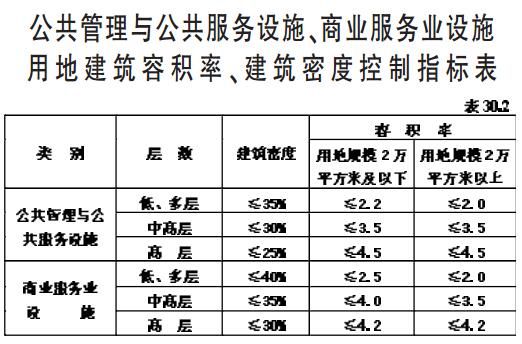 公共管理与公共服务设施、商业服务业设施
用地建筑容积率、建筑密度控制指标表
表30.2
类 别 层 数 建筑密度 容 积 率
用地规模2万平方米及以下 用地规模2万平方米以上
公共管理与公共服务设施 低、多层 ≤35% ≤2.2 ≤2.0
中高层 ≤30% ≤3.5 ≤3.5
高 层 ≤25% ≤4.5 ≤4.5
商业服务业设 施 低、多层 ≤40% ≤2.5 ≤2.0
中高层 ≤35% ≤4.0 ≤3.5
高 层 ≤30% ≤4.2 ≤4.2